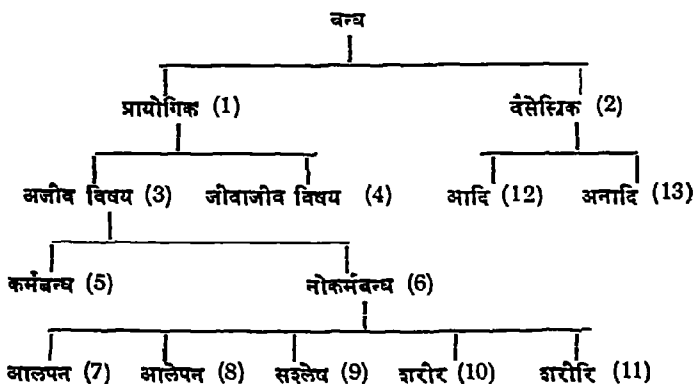 बन्ध
प्रायोगिक (1) वैसेस्रिक (2)
अजीव विषय (3) जीवाजीव विषय (4) आदि (12) अनादि (13)
कर्मबन्ध (5) नोकर्मबन्ध (6)
आलपन (7) आलेपन (8) सश्लेष (9) शरीर (10) शरीरि (11)